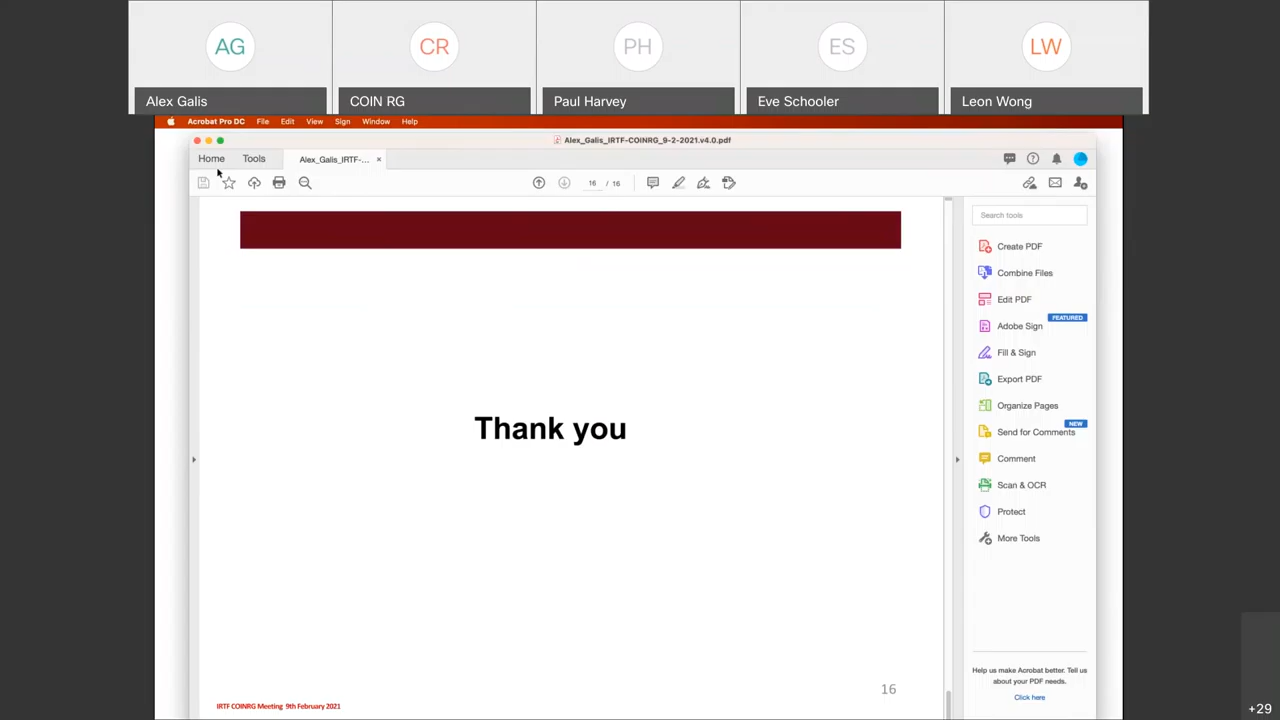 AG
CR
PH
ES
LW
Alex Galis
COIN RG
Paul Harvey
Eve Schooler
Leon Wong
Acrobat Pro DC File Edit View Sign Window Help
Alex_Galis_IRTF-COINRG_9-2-2021.v4.0.pdf
Home Tools Alex_Galis_IRTF-... ×
16 / 16
Search tools
Create PDF
Combine Files
Edit PDF
FEATURED
Adobe Sign
Fill & Sign
Export PDF
Organize Pages
NEW
Send for Comments
Comment
Scan & OCR
Protect
More Tools
Thank you
Help us make Acrobat better. Tell us
about your PDF needs.
Click here
16
IRTF COINRG Meeting 9th February 2021
+29